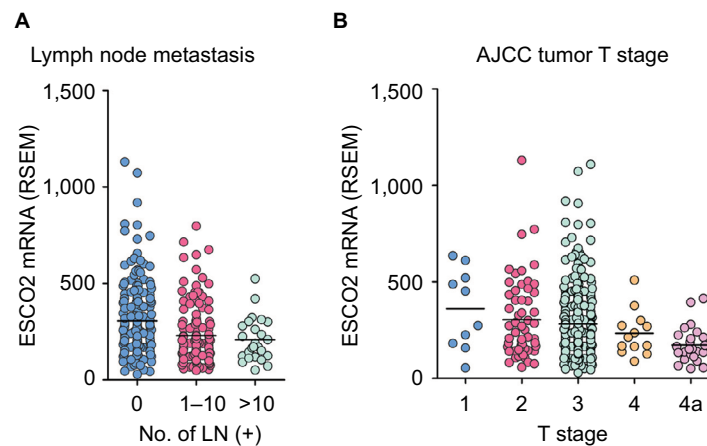 A
Lymph node metastasis
ESCO2 mRNA (RSEM)
1,500
1,000
500
0
0 1–10 >10
No. of LN (+)
B
AJCC tumor T stage
ESCO2 mRNA (RSEM)
1,500
1,000
500
0
1 2 3 4 4a
T stage